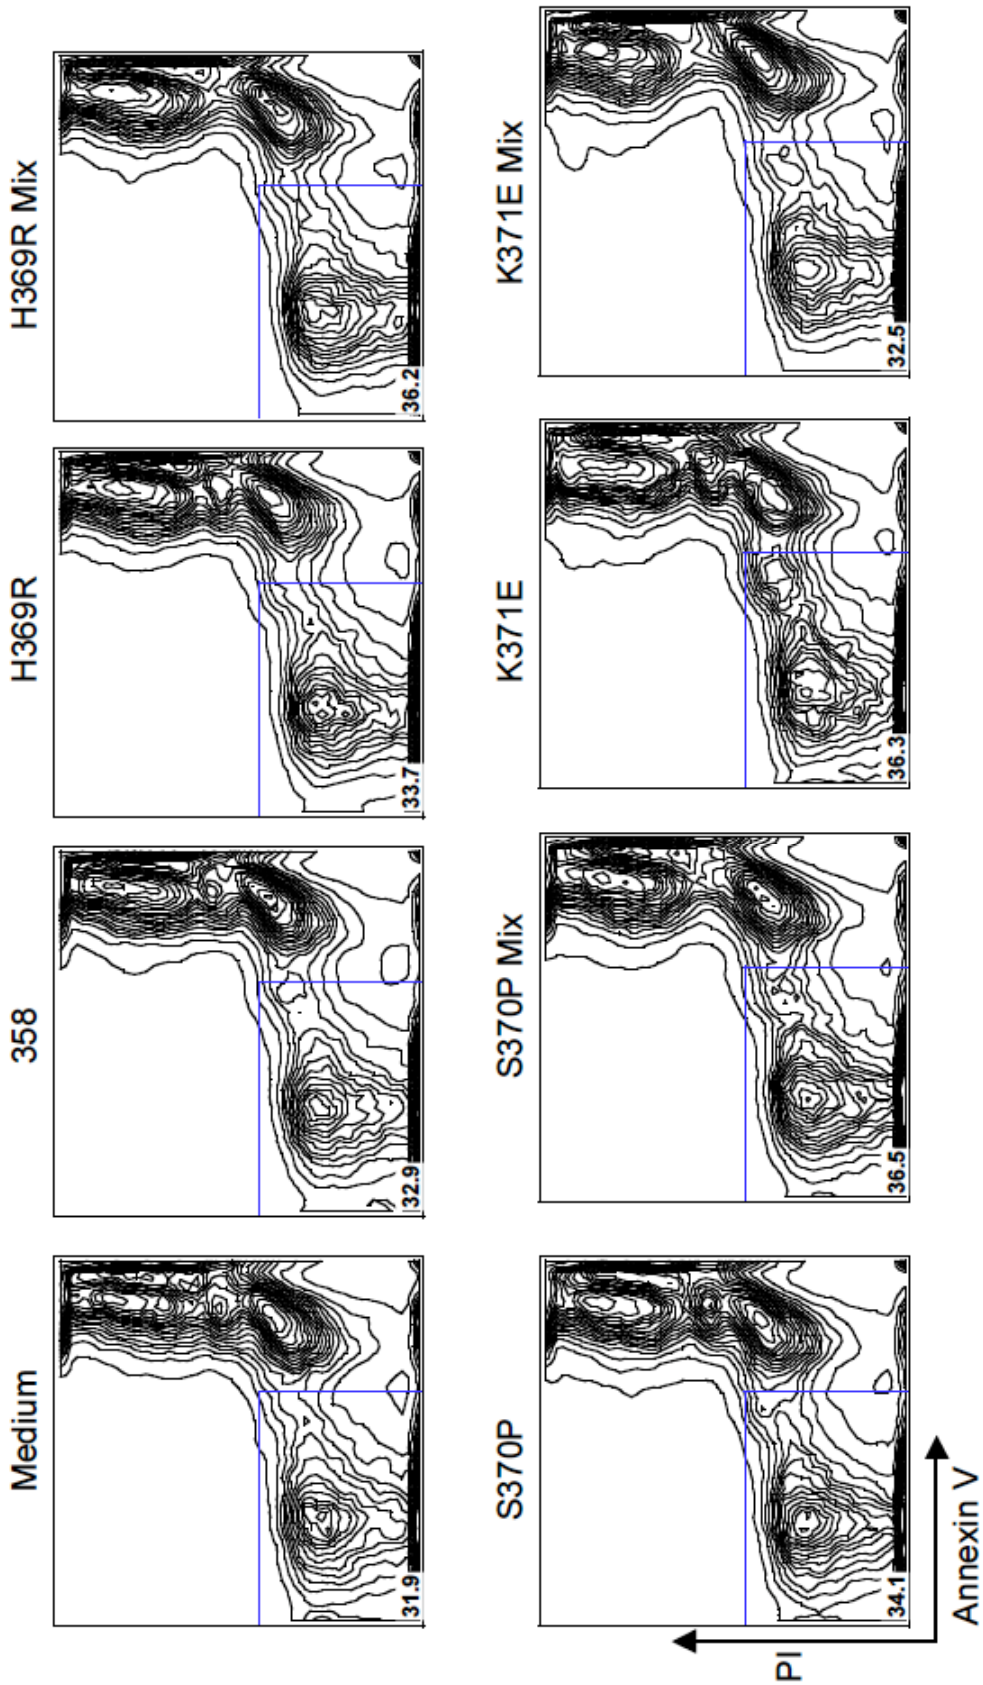 Medium
358
H369R
H369R Mix
31.9
32.9
33.7
36.2
S370P
S370P Mix
K371E
K371E Mix
34.1
36.5
36.3
32.5
PI
Annexin V